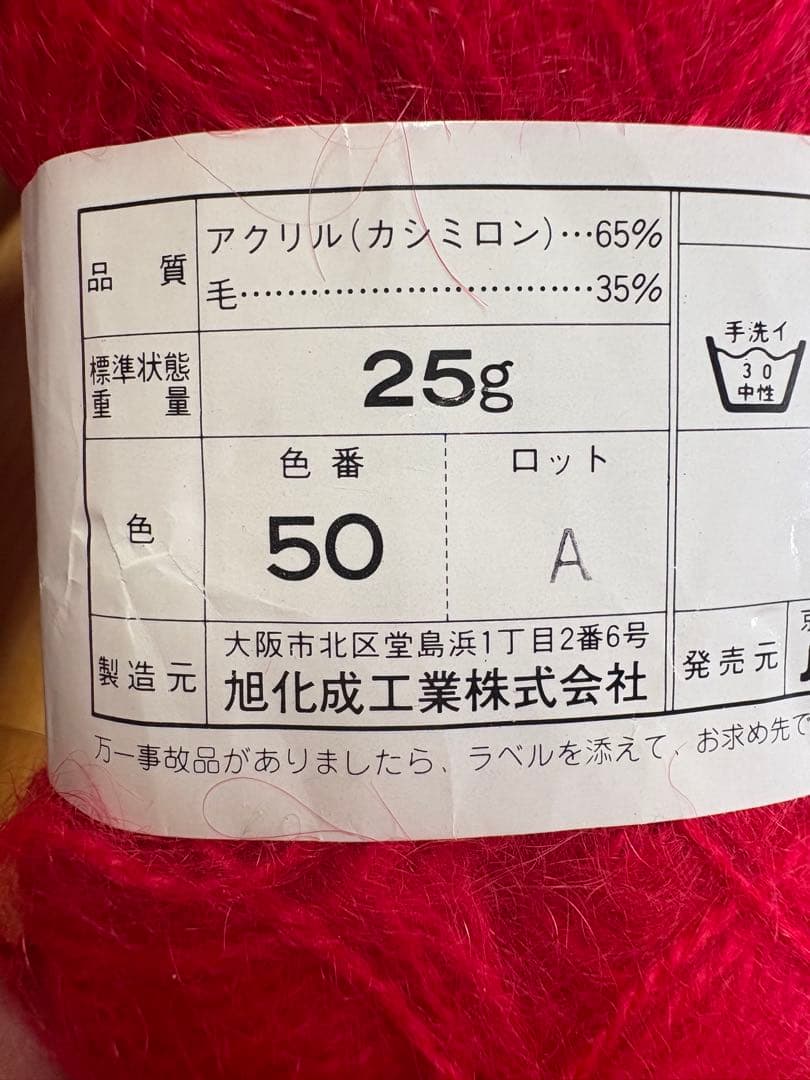 品質
アクリル(カシミロン)…65%
毛…………………………35%
標準状態
重量
25g
色
色番
50
ロット
A
製造元
大阪市北区堂島浜1丁目2番6号
旭化成工業株式会社
手洗イ
30
中性
発売元
万一事故品がありましたら、ラベルを添えて、お求め先で